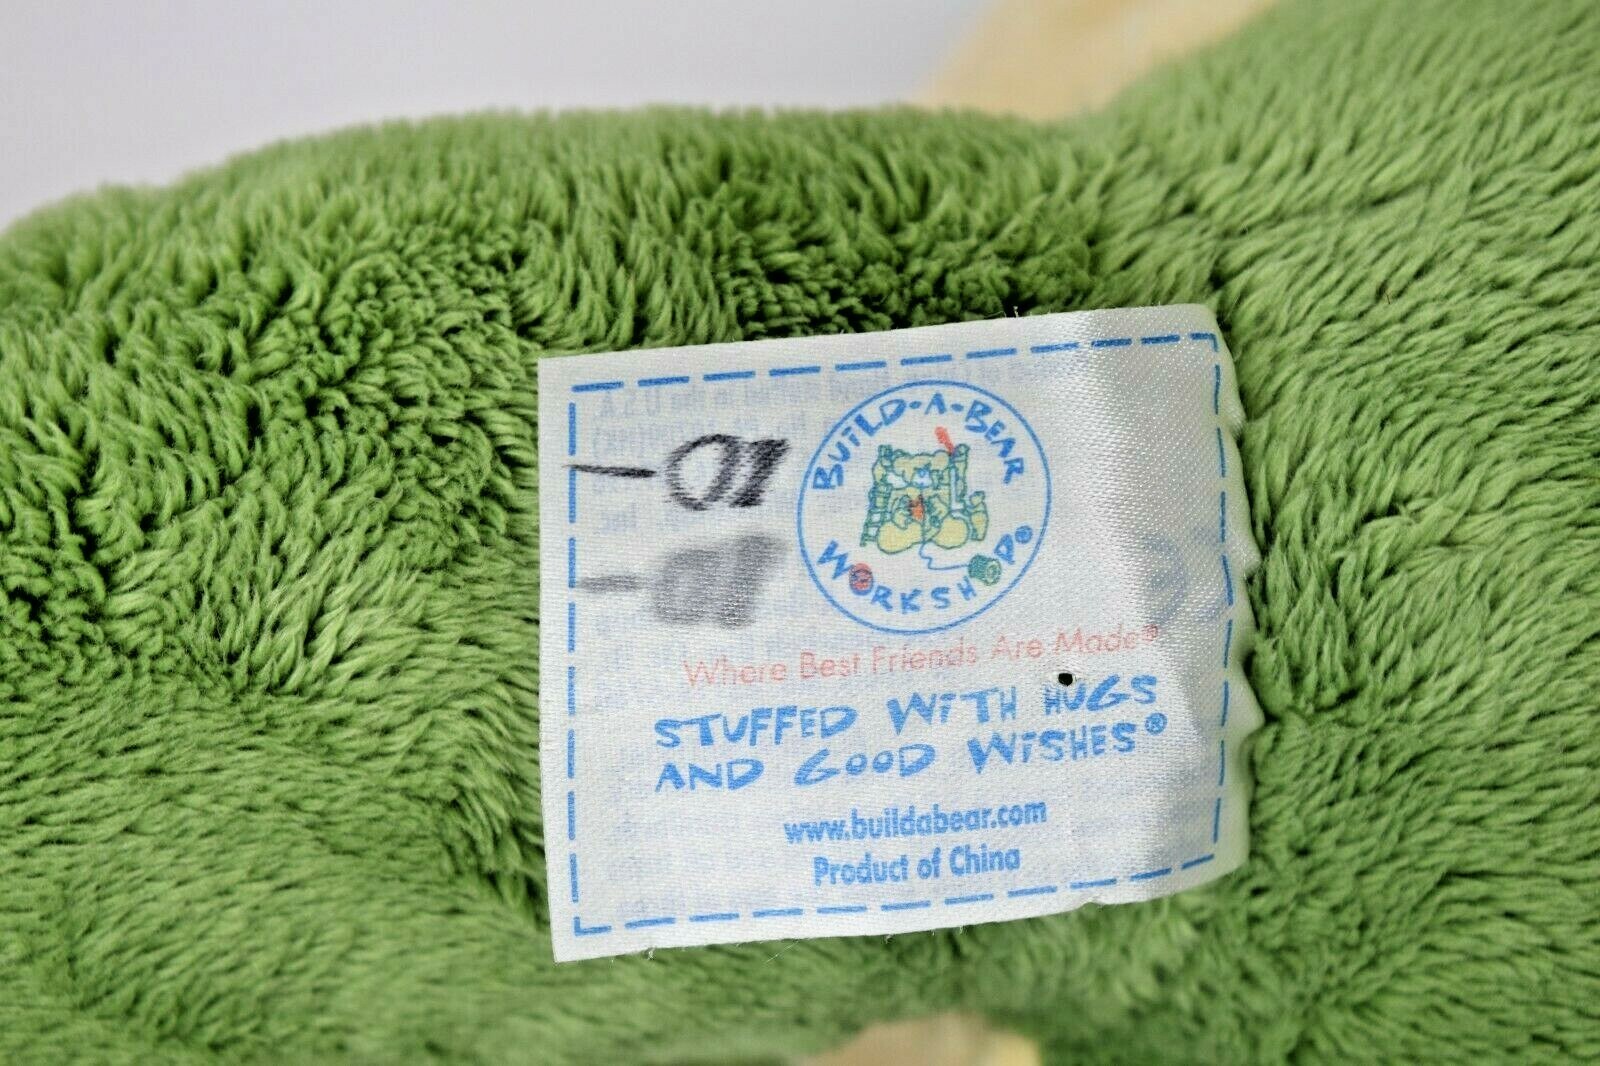 BUILD-A-BEAR
WORKSHOP®
Where Best Friends Are Made®
STUFFED WITH HUGS
AND GOOD WISHES®
www.buildabear.com
Product of China